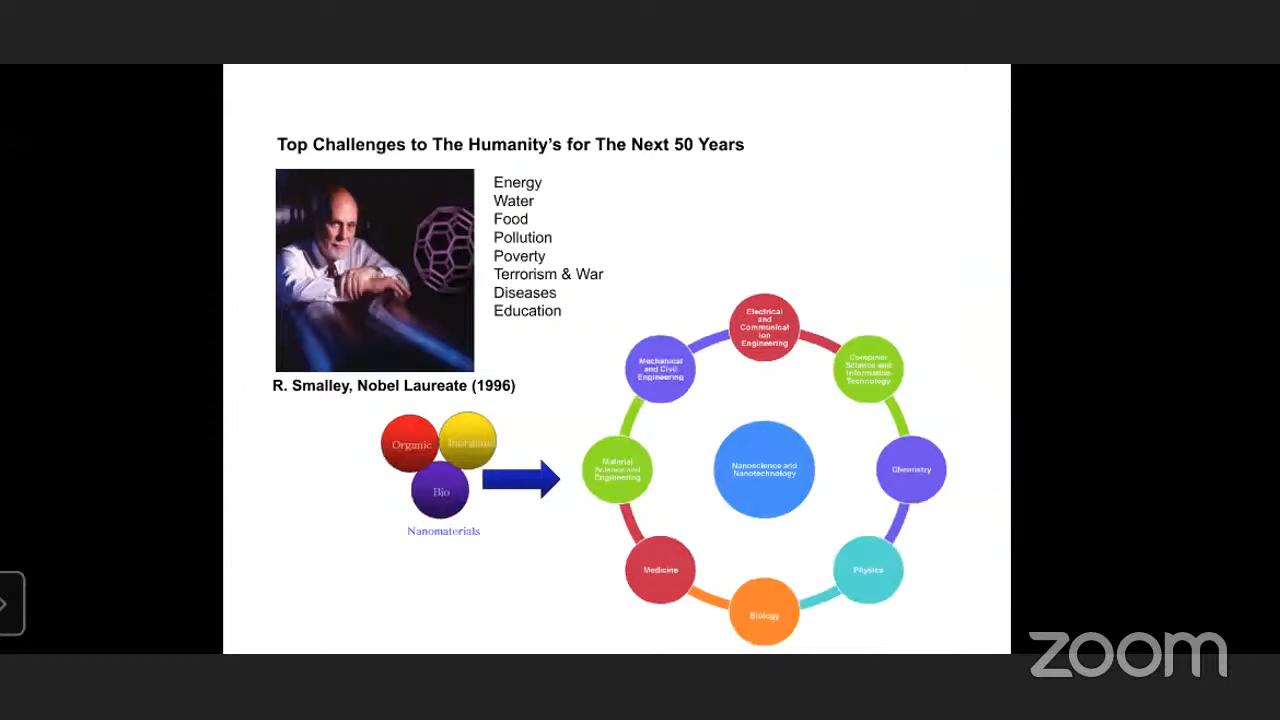 Top Challenges to The Humanity's for The Next 50 Years
Energy
Water
Food
Pollution
Poverty
Terrorism & War
Diseases
Education
R. Smalley, Nobel Laureate (1996)
Organic
Inorganic
Bio
Nanomaterials
Electrical
and
Communicat
ion
Engineering
Computer
Science and
Information
Technology
Chemistry
Physics
Biology
Medicine
Material
Science and
Engineering
Mechanical
and Civil
Engineering
Nanoscience and
Nanotechnology
zoom